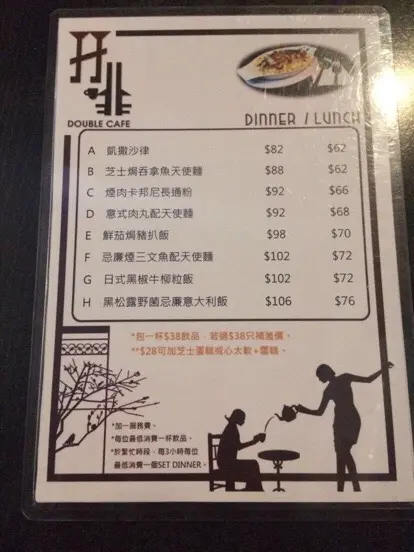 DOUBLE CAFE
DINNER / LUNCH
A 凱撒沙律 $82 $62
B 芝士焗吞拿魚天使麵 $88 $62
C 煙肉卡邦尼長通粉 $92 $66
D 意式肉丸配天使麵 $92 $68
E 鮮茄焗豬扒飯 $98 $70
F 忌廉煙三文魚配天使麵 $102 $72
G 日式黑椒牛柳粒飯 $102 $72
H 黑松露野菌忌廉意大利飯 $106 $76
*包一杯$38飲品，若過$38只補差價。
**$28可加芝士蛋糕或心太軟+雪糕。
*加一服務費。
*每位最低消費一杯飲品。
*於繁忙時段，每3小時每位
最低消費一個SET DINNER。